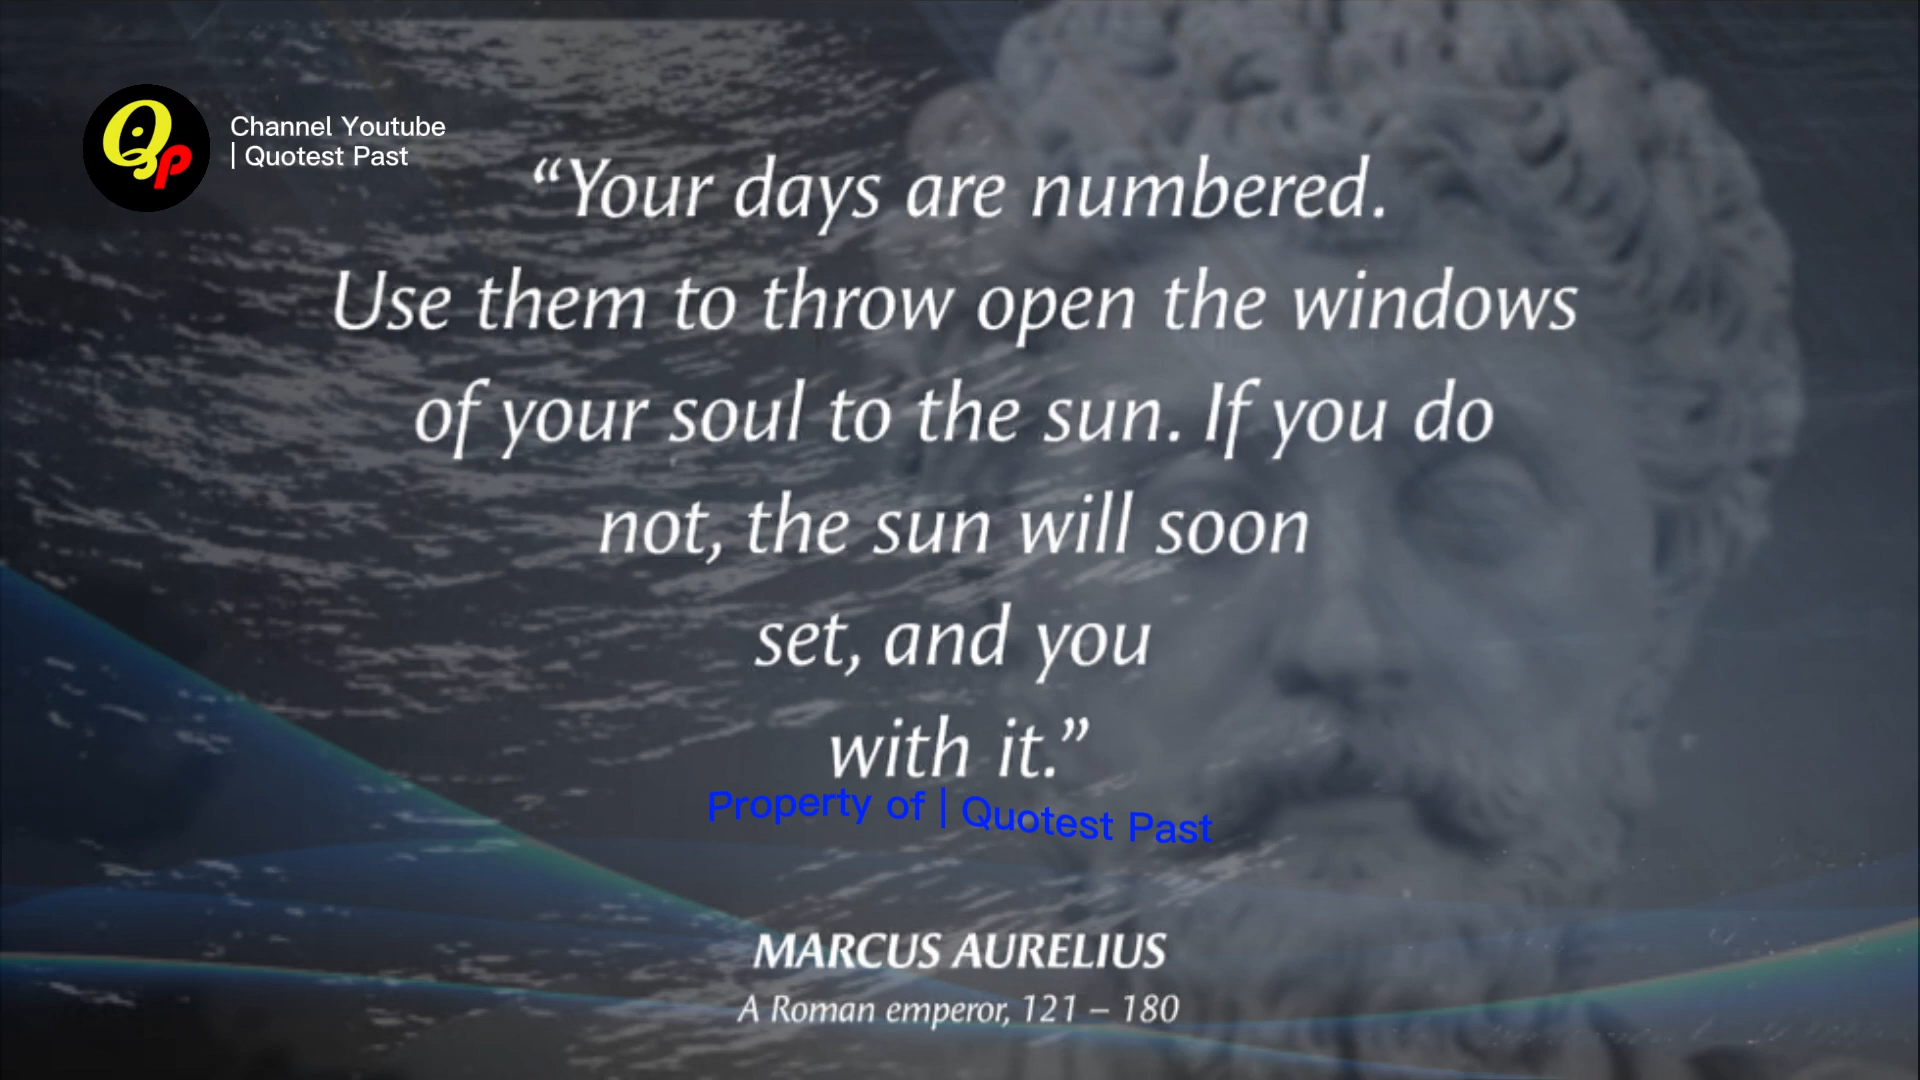 Channel Youtube
| Quotest Past
“Your days are numbered.
Use them to throw open the windows
of your soul to the sun. If you do
not, the sun will soon
set, and you
with it.”
Property of | Quotest Past
MARCUS AURELIUS
A Roman emperor, 121 – 180